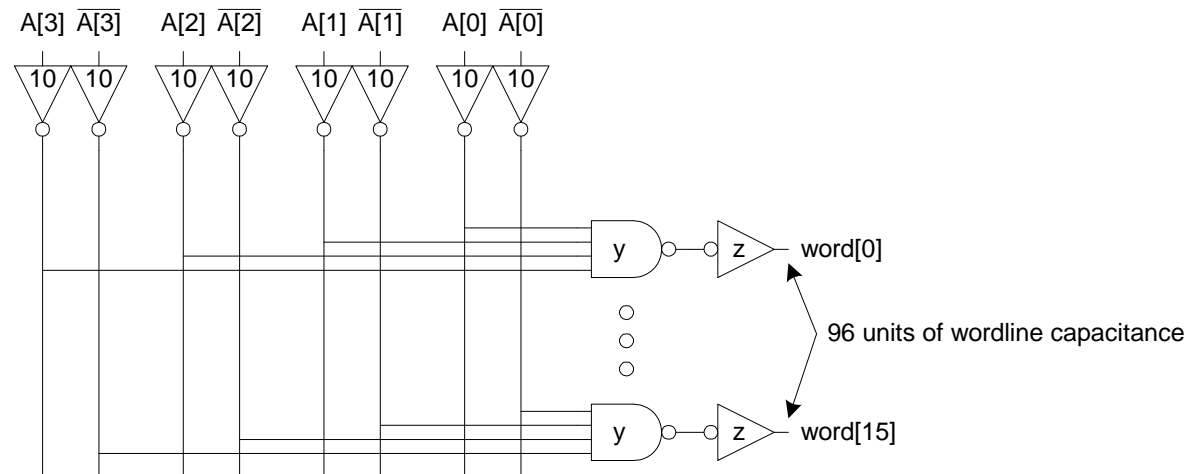 A[3] A̅[̅3̅]̅ A[2] A̅[̅2̅]̅ A[1] A̅[̅1̅]̅ A[0] A̅[̅0̅]̅
10 10 10 10 10 10 10 10
y z word[0]
96 units of wordline capacitance
y z word[15]